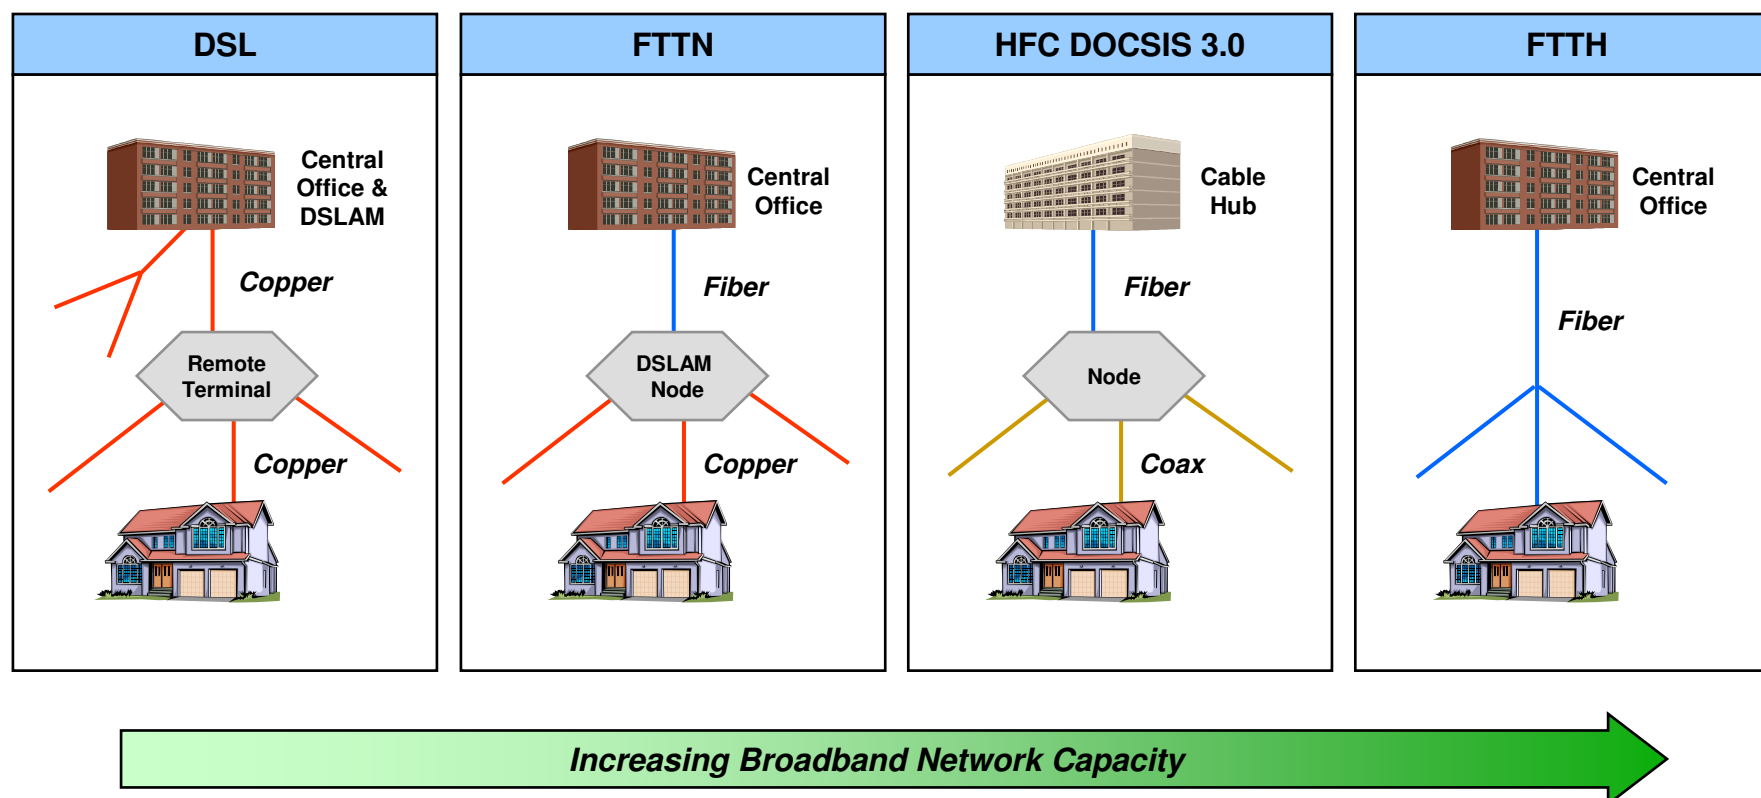 DSL
Central
Office &
DSLAM
Copper
Remote
Terminal
Copper
FTTN
Central
Office
Fiber
DSLAM
Node
Copper
HFC DOCSIS 3.0
Cable
Hub
Fiber
Node
Coax
FTTH
Central
Office
Fiber
Increasing Broadband Network Capacity